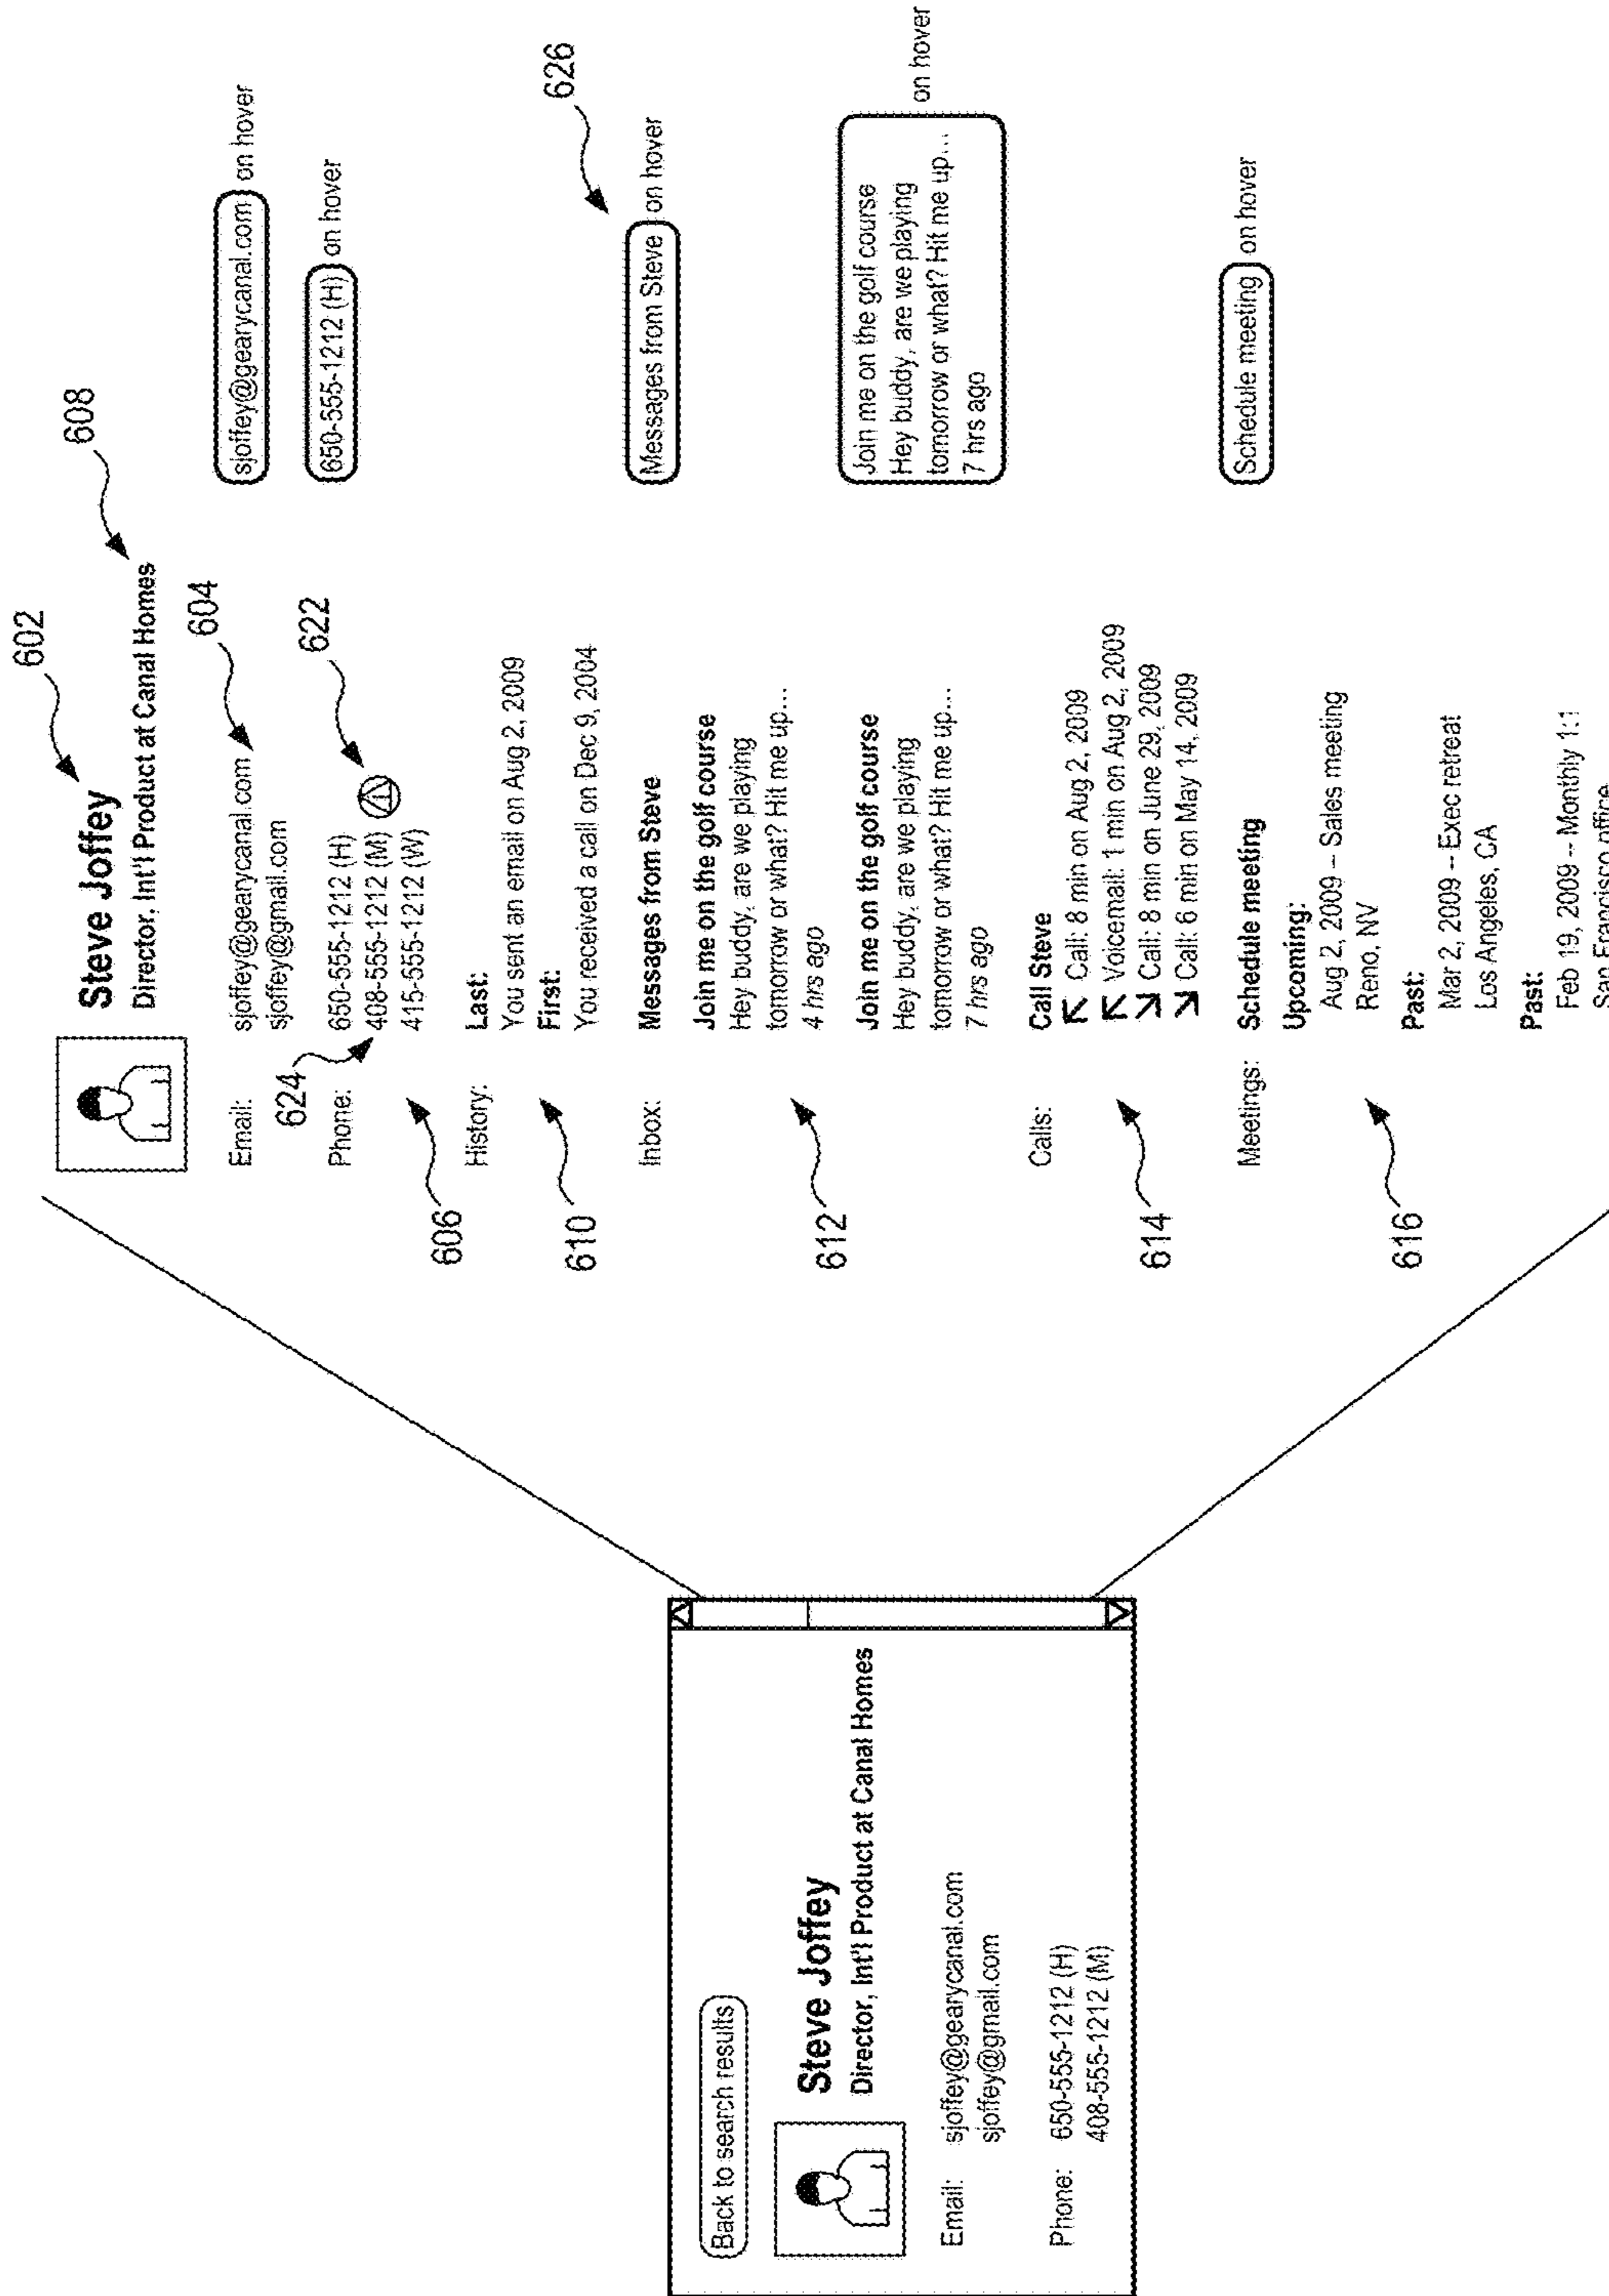 Back to search results
Steve Joffey
Director, Int'l Product at Canal Homes
Email: sjoffey@gearycanal.com
sjoffey@gmail.com
Phone: 650-555-1212 (H)
408-555-1212 (M)
602
608
Steve Joffey
Director, Int'l Product at Canal Homes
604
Email: sjoffey@gearycanal.com
sjoffey@gmail.com
624
622
Phone: 650-555-1212 (H)
408-555-1212 (M)
415-555-1212 (W)
606
History: Last:
You sent an email on Aug 2, 2009
First:
You received a call on Dec 9, 2004
610
Inbox: Messages from Steve
Join me on the golf course
Hey buddy, are we playing
tomorrow or what? Hit me up...
4 hrs ago
612
Join me on the golf course
Hey buddy, are we playing
tomorrow or what? Hit me up...
7 hrs ago
Calls: Call Steve
Call: 8 min on Aug 2, 2009
Voicemail: 1 min on Aug 2, 2009
Call: 8 min on June 29, 2009
Call: 6 min on May 14, 2009
614
Meetings: Schedule meeting
Upcoming:
Aug 2, 2009 – Sales meeting
Reno, NV
616
Past:
Mar 2, 2009 -- Exec retreat
Los Angeles, CA
Past:
Feb 19, 2009 -- Monthly 1:1
San Francisco office
sjoffey@gearycanal.com on hover
650-555-1212 (H) on hover
626
Messages from Steve on hover
Join me on the golf course
Hey buddy, are we playing
tomorrow or what? Hit me up...
7 hrs ago
on hover
Schedule meeting on hover